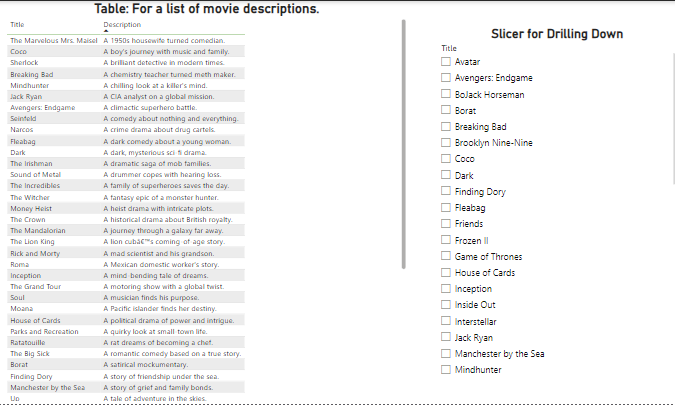 Table: For a list of movie descriptions.
Title Description
The Marvelous Mrs. Maisel A 1950s housewife turned comedian.
Coco A boy's journey with music and family.
Sherlock A brilliant detective in modern times.
Breaking Bad A chemistry teacher turned meth maker.
Mindhunter A chilling look at a killer's mind.
Jack Ryan A CIA analyst on a global mission.
Avengers: Endgame A climactic superhero battle.
Seinfeld A comedy about nothing and everything.
Narcos A crime drama about drug cartels.
Fleabag A dark comedy about a young woman.
Dark A dark, mysterious sci-fi drama.
The Irishman A dramatic saga of mob families.
Sound of Metal A drummer copes with hearing loss.
The Incredibles A family of superheroes saves the day.
The Witcher A fantasy epic of a monster hunter.
Money Heist A heist drama with intricate plots.
The Crown A historical drama about British royalty.
The Mandalorian A journey through a galaxy far away.
The Lion King A lion cubâ€™s coming-of-age story.
Rick and Morty A mad scientist and his grandson.
Roma A Mexican domestic worker's story.
Inception A mind-bending tale of dreams.
The Grand Tour A motoring show with a global twist.
Soul A musician finds his purpose.
Moana A Pacific islander finds her destiny.
House of Cards A political drama of power and intrigue.
Parks and Recreation A quirky look at small-town life.
Ratatouille A rat dreams of becoming a chef.
The Big Sick A romantic comedy based on a true story.
Borat A satirical mockumentary.
Finding Dory A story of friendship under the sea.
Manchester by the Sea A story of grief and family bonds.
Up A tale of adventure in the skies.
Slicer for Drilling Down
Title
Avatar
Avengers: Endgame
BoJack Horseman
Borat
Breaking Bad
Brooklyn Nine-Nine
Coco
Dark
Finding Dory
Fleabag
Friends
Frozen II
Game of Thrones
House of Cards
Inception
Inside Out
Interstellar
Jack Ryan
Manchester by the Sea
Mindhunter